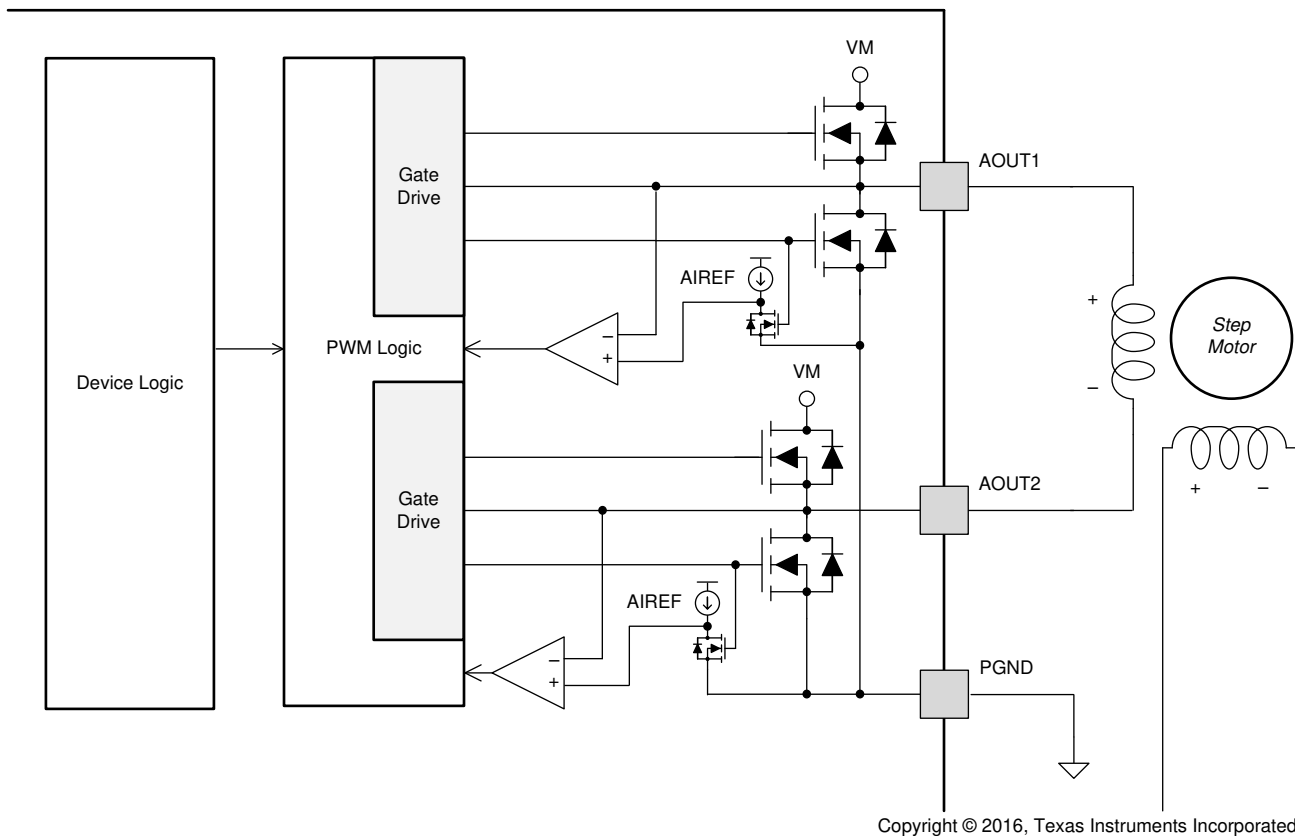 VM
AOUT1
Gate
Drive
AIREF
+
−
−
+
PWM Logic
Step
Motor
Device Logic
VM
+
−
AOUT2
Gate
Drive
AIREF
−
+
PGND
Copyright © 2016, Texas Instruments Incorporated